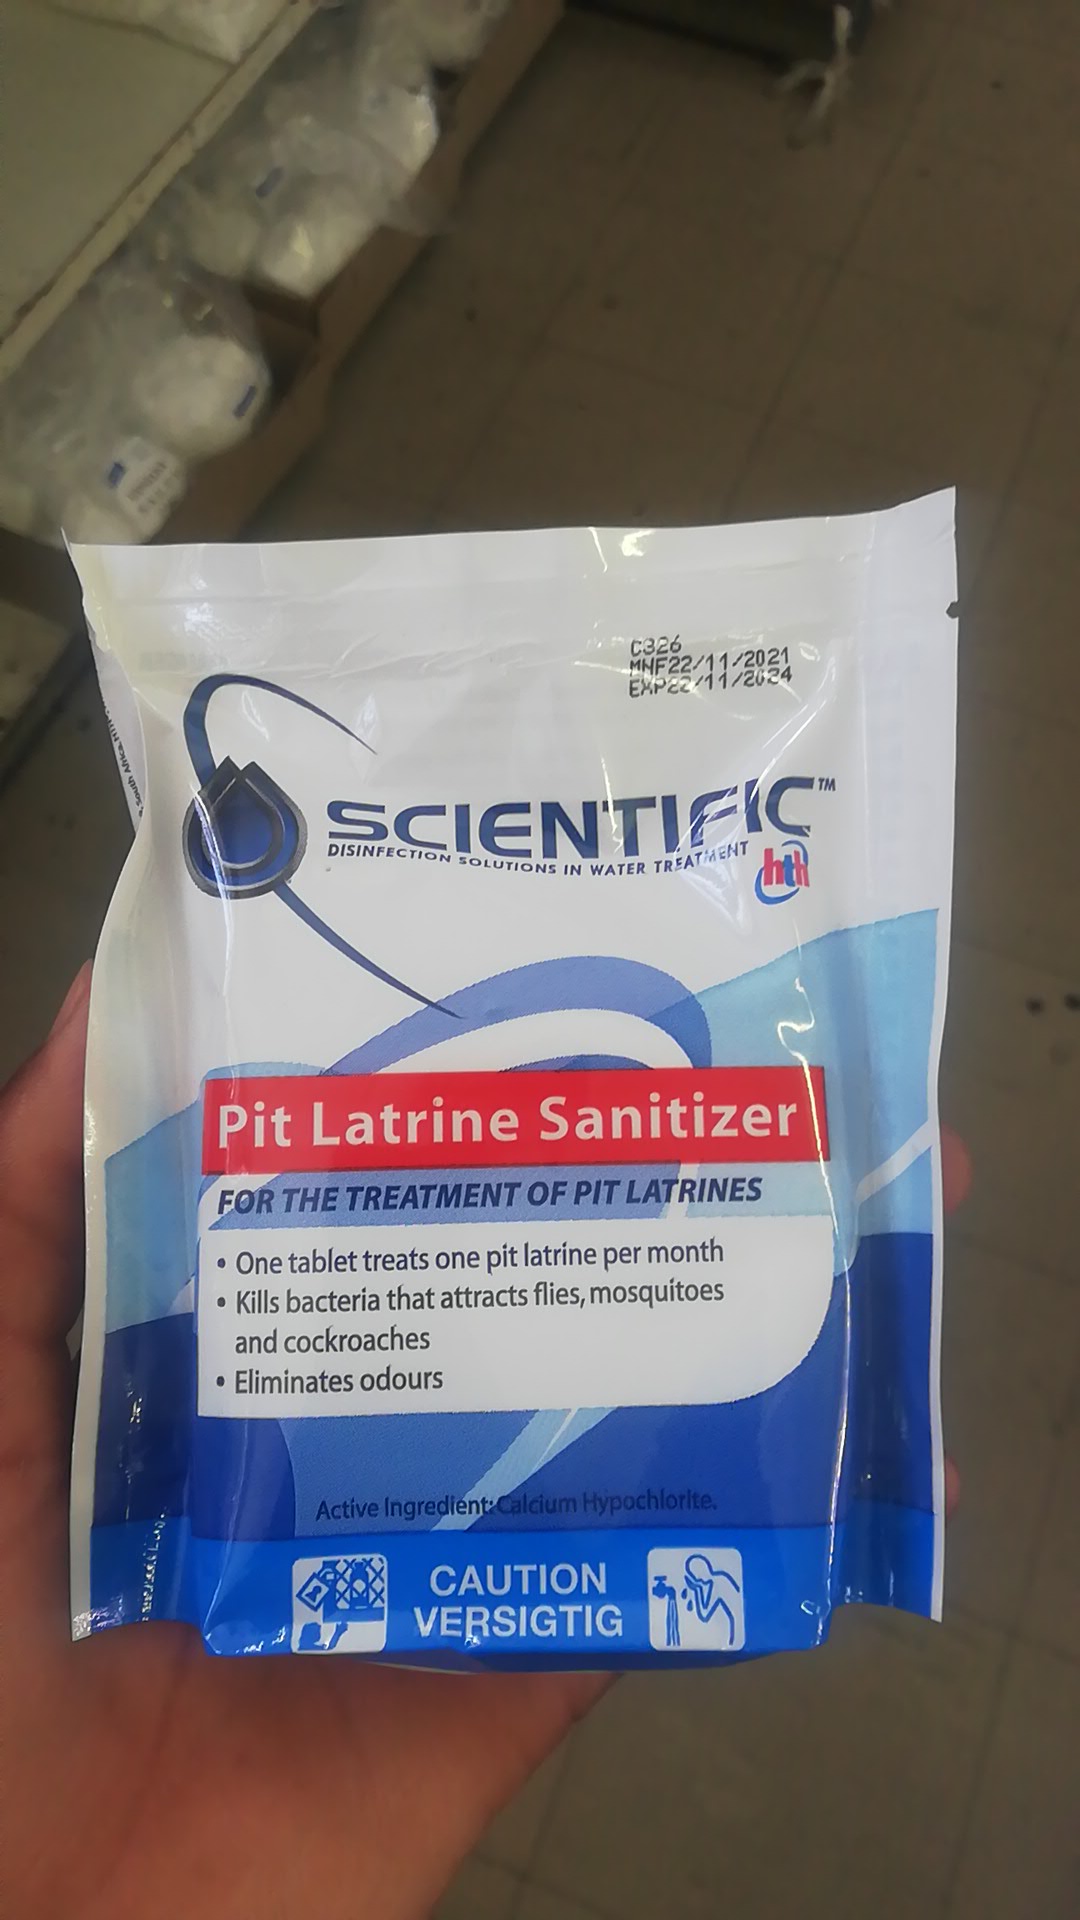 C326
MNF22/11/2021
EXP22/11/2024
SCIENTIFIC™
DISINFECTION SOLUTIONS IN WATER TREATMENT
hth
Pit Latrine Sanitizer
FOR THE TREATMENT OF PIT LATRINES
• One tablet treats one pit latrine per month
• Kills bacteria that attracts flies, mosquitoes
and cockroaches
• Eliminates odours
Active Ingredient: Calcium Hypochlorite.
CAUTION
VERSIGTIG